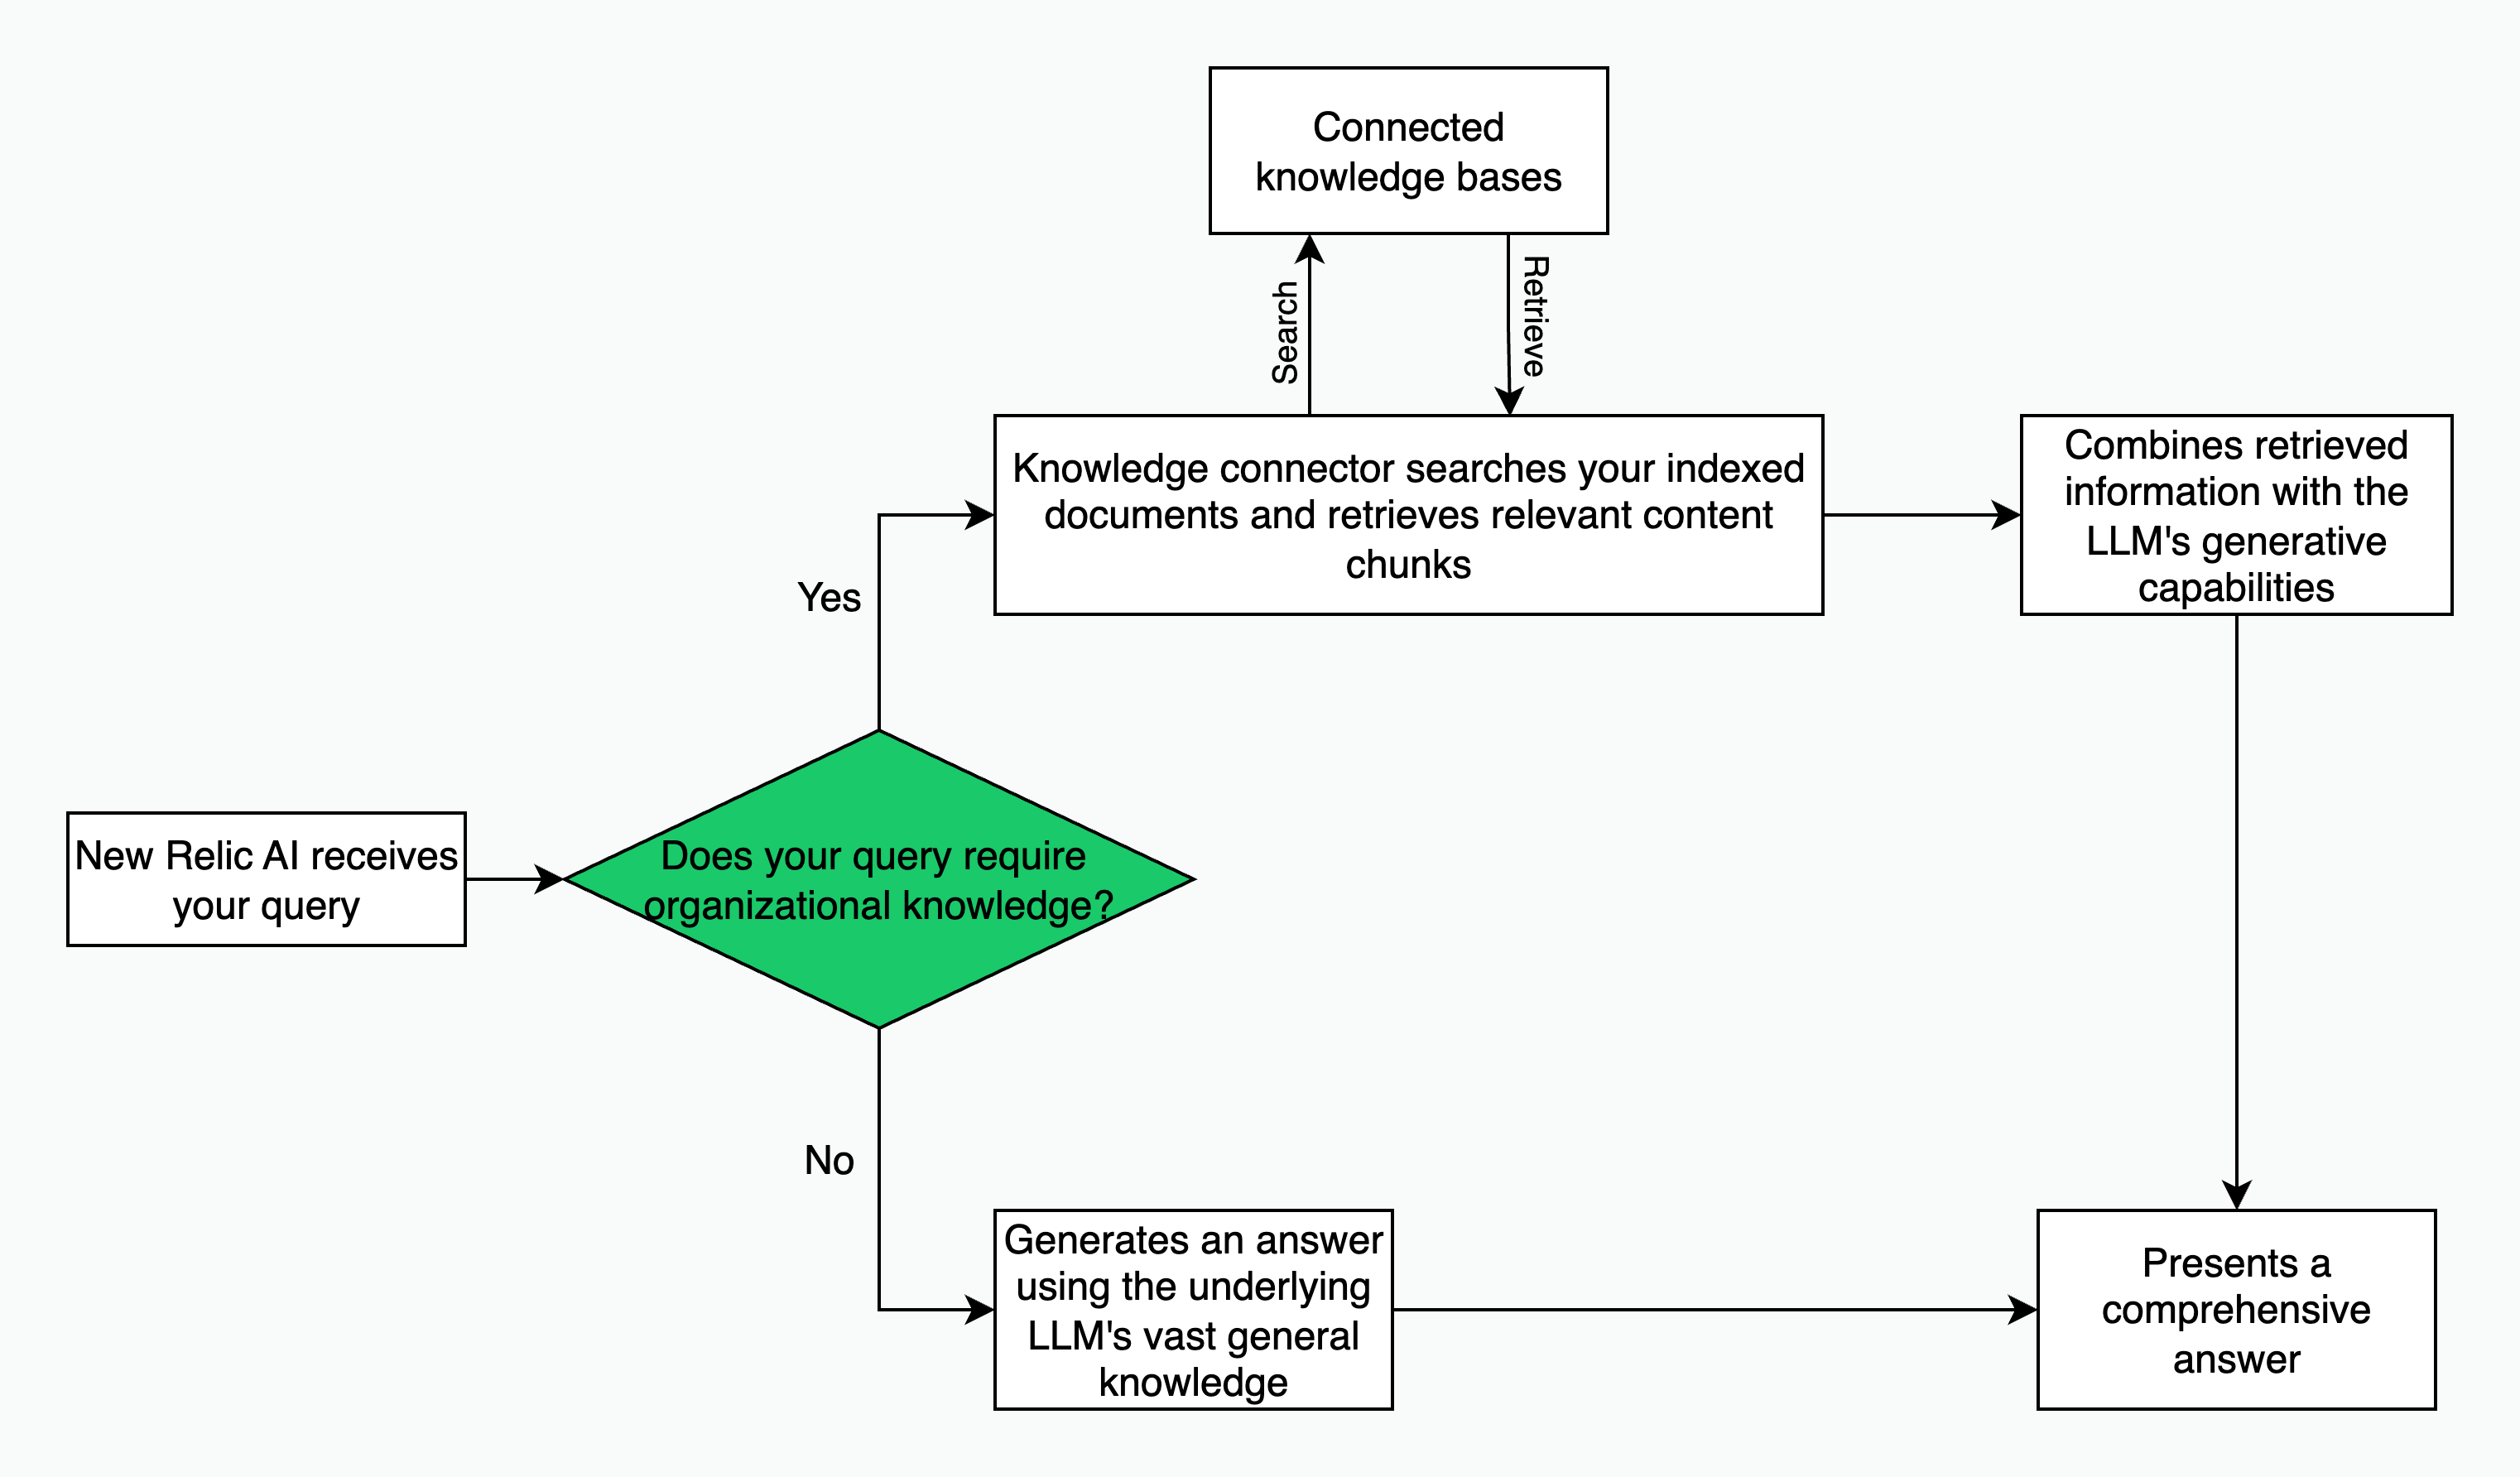 Connected
knowledge bases
Search
Retrieve
Knowledge connector searches your indexed
documents and retrieves relevant content
chunks
Combines retrieved
information with the
LLM's generative
capabilities
Yes
New Relic AI receives
your query
Does your query require
organizational knowledge?
No
Generates an answer
using the underlying
LLM's vast general
knowledge
Presents a
comprehensive
answer